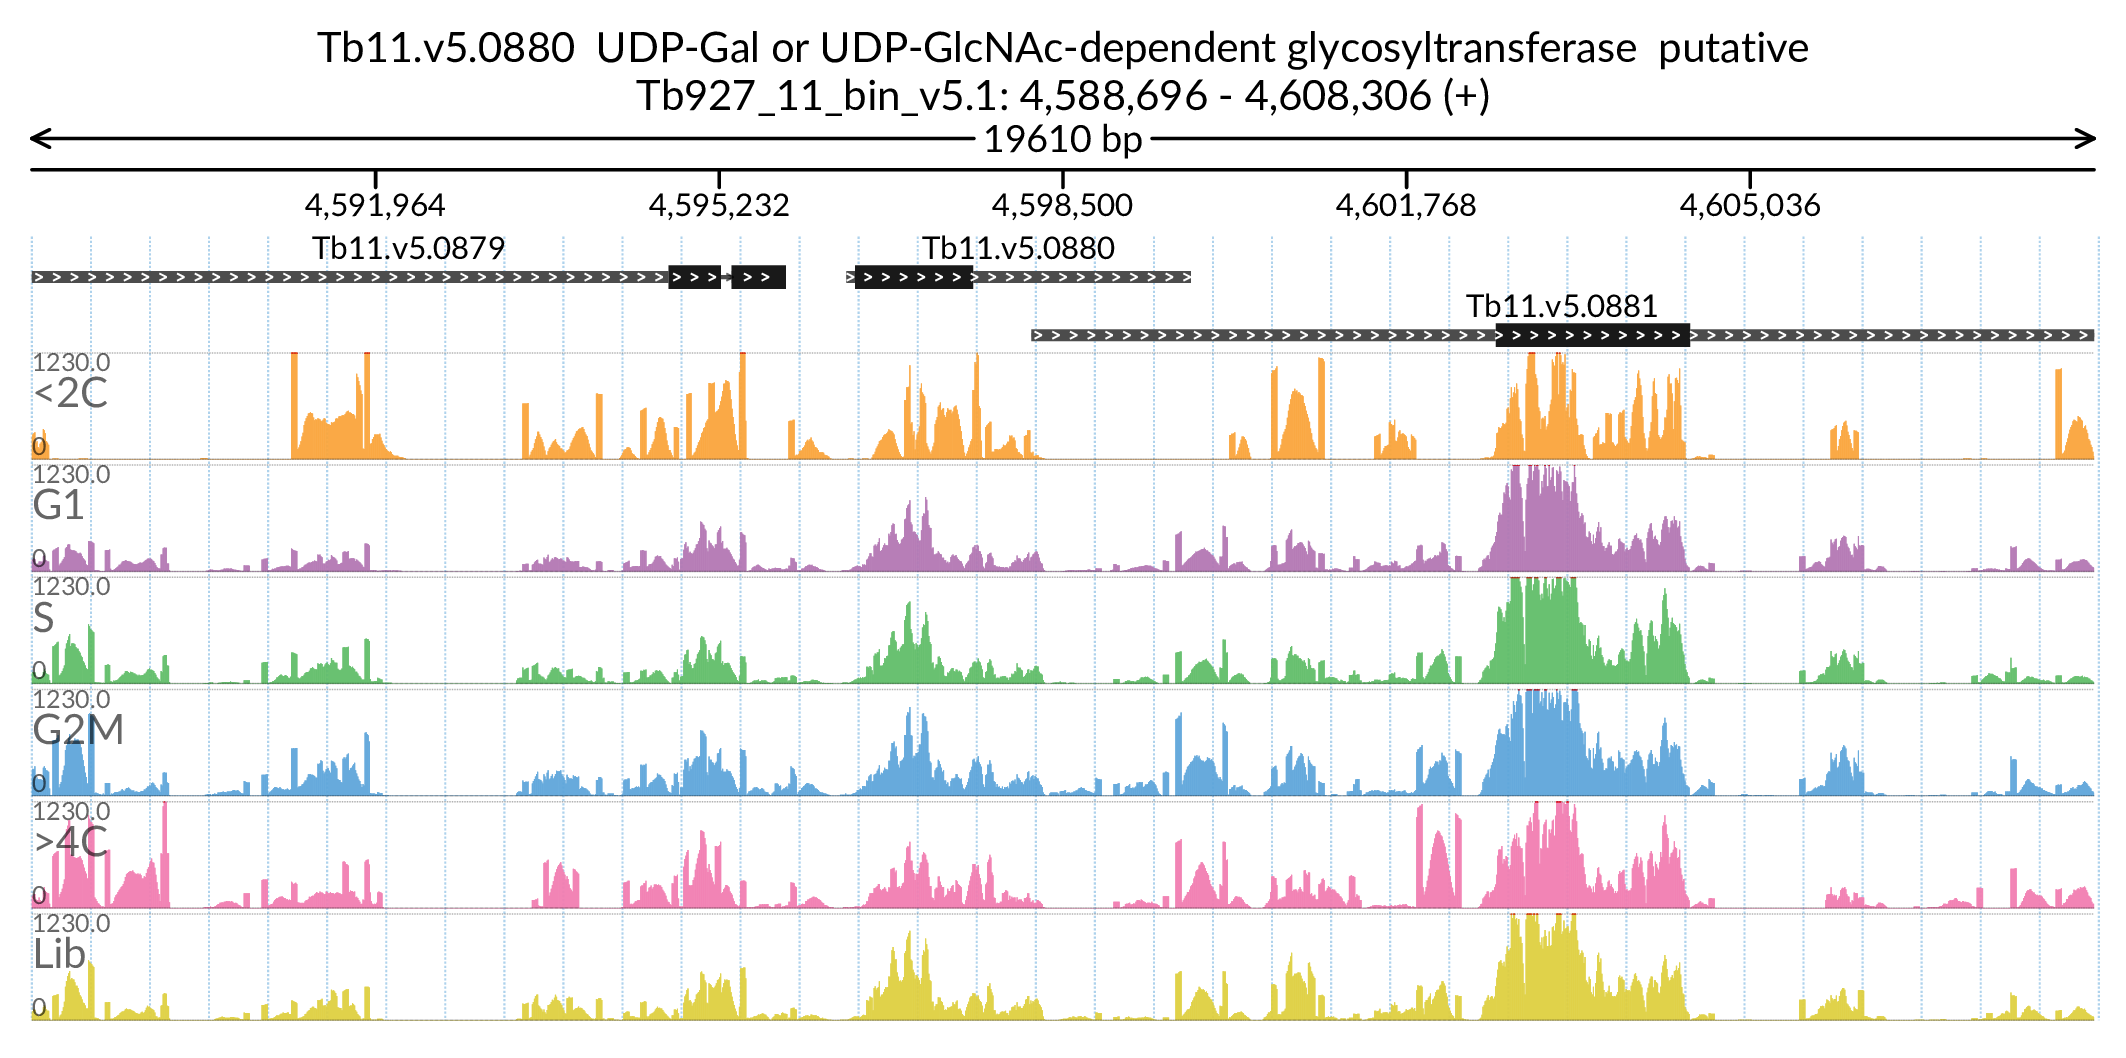 Tb11.v5.0880  UDP-Gal or UDP-GlcNAc-dependent glycosyltransferase  putative
Tb927_11_bin_v5.1: 4,588,696 - 4,608,306 (+)
19610 bp
4,591,964 4,595,232 4,598,500 4,601,768 4,605,036
Tb11.v5.0879 Tb11.v5.0880
Tb11.v5.0881
1230.0
<2C
0
1230.0
G1
0
1230.0
S
0
1230.0
G2M
0
1230.0
>4C
0
1230.0
Lib
0